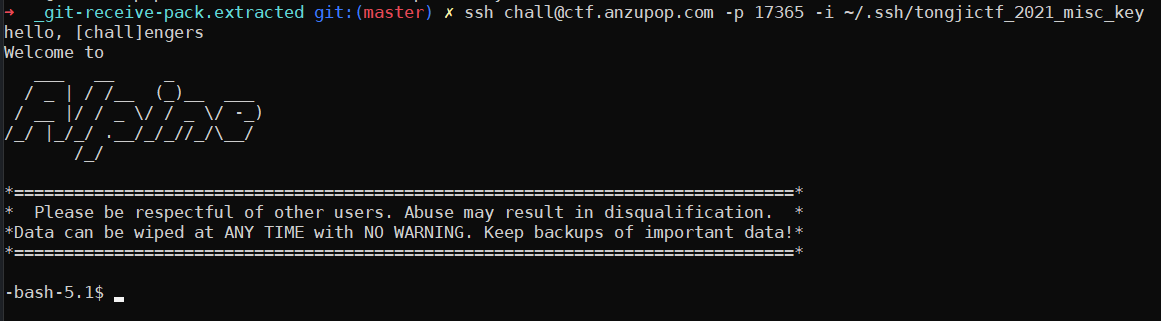 → _git-receive-pack.extracted git:(master) ✗ ssh chall@ctf.anzupop.com -p 17365 -i ~/.ssh/tongjictf_2021_misc_key
hello, [chall]engers
Welcome to
   ___   __      _
  / _ | / /__  (_)__  ___
 / __ |/ / _ \/ / _ \/ -_)
/_/ |_/_/ .__/_/_//_/\__/
       /_/
*==============================================================================*
*  Please be respectful of other users. Abuse may result in disqualification.  *
*Data can be wiped at ANY TIME with NO WARNING. Keep backups of important data!*
*==============================================================================*
-bash-5.1$